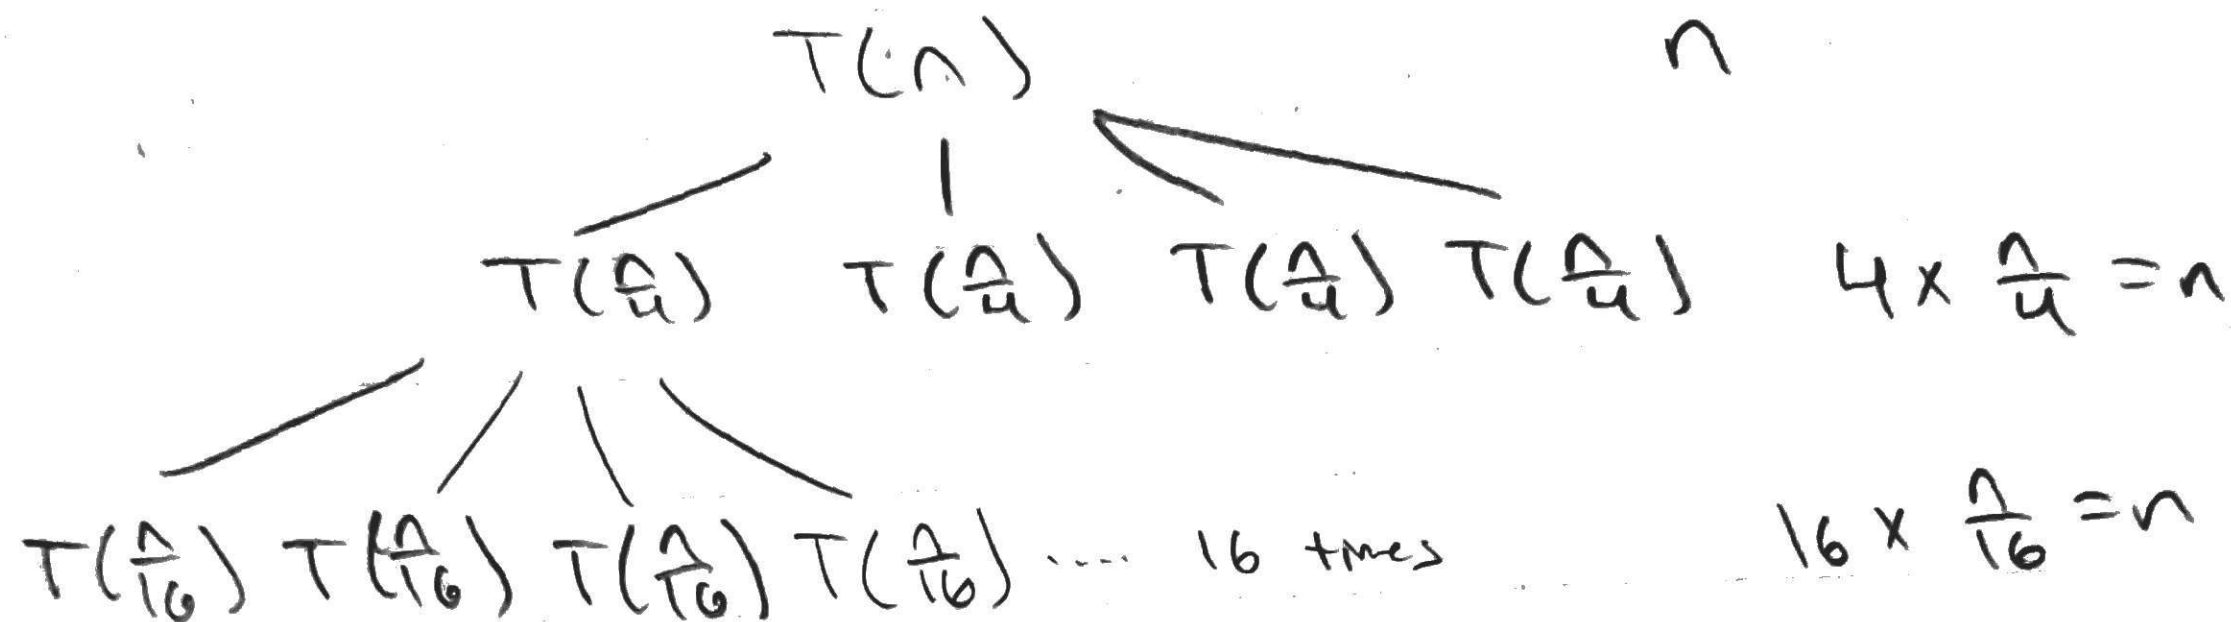 T(n) n
T(n/4) T(n/4) T(n/4) T(n/4) 4 × n/4 = n
T(n/16) T(n/16) T(n/16) T(n/16) ..... 16 times 16 × n/16 = n